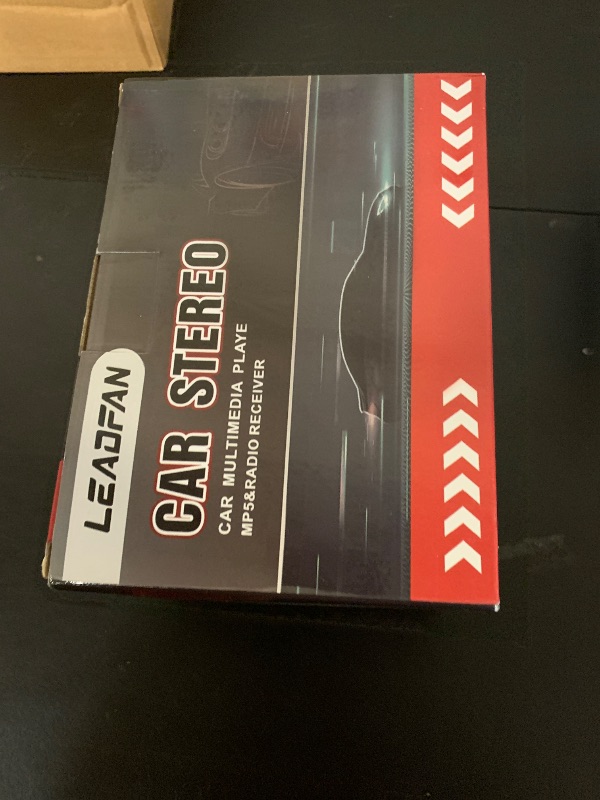 LEADFAN
CAR STEREO
CAR MULTIMEDIA PLAYE
MP5&RADIO RECEIVER